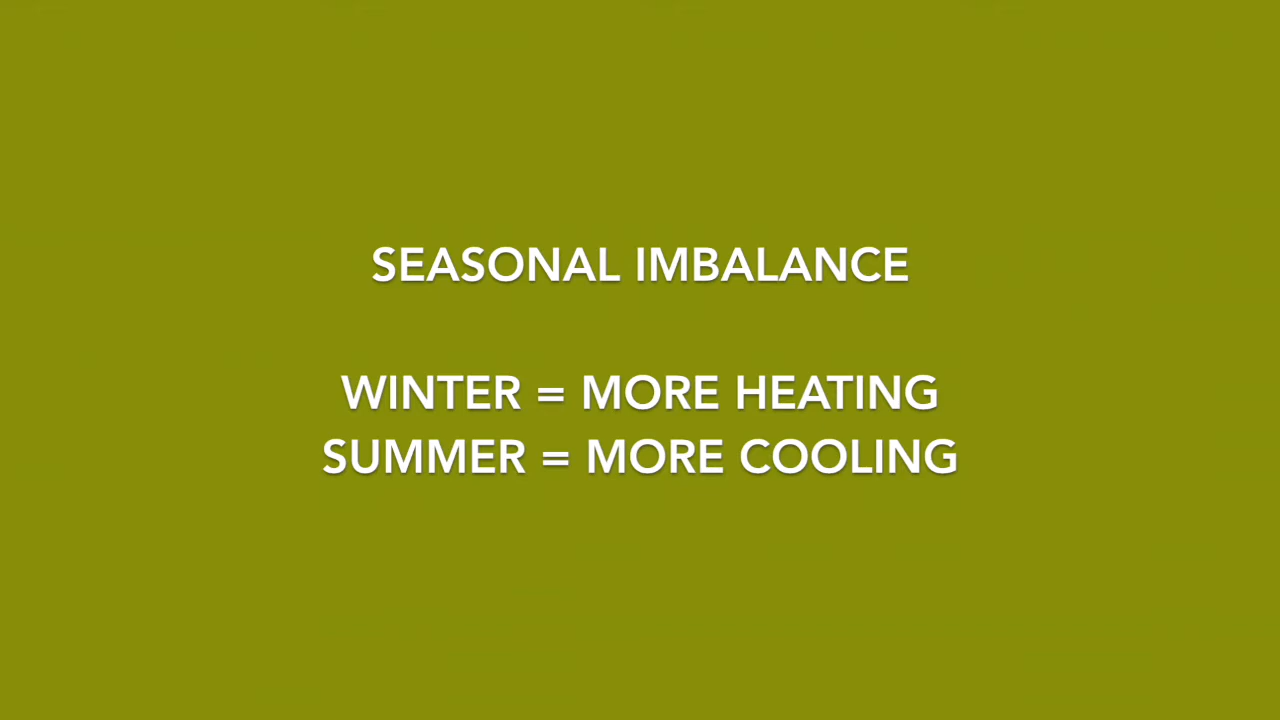 SEASONAL IMBALANCE
WINTER = MORE HEATING
SUMMER = MORE COOLING